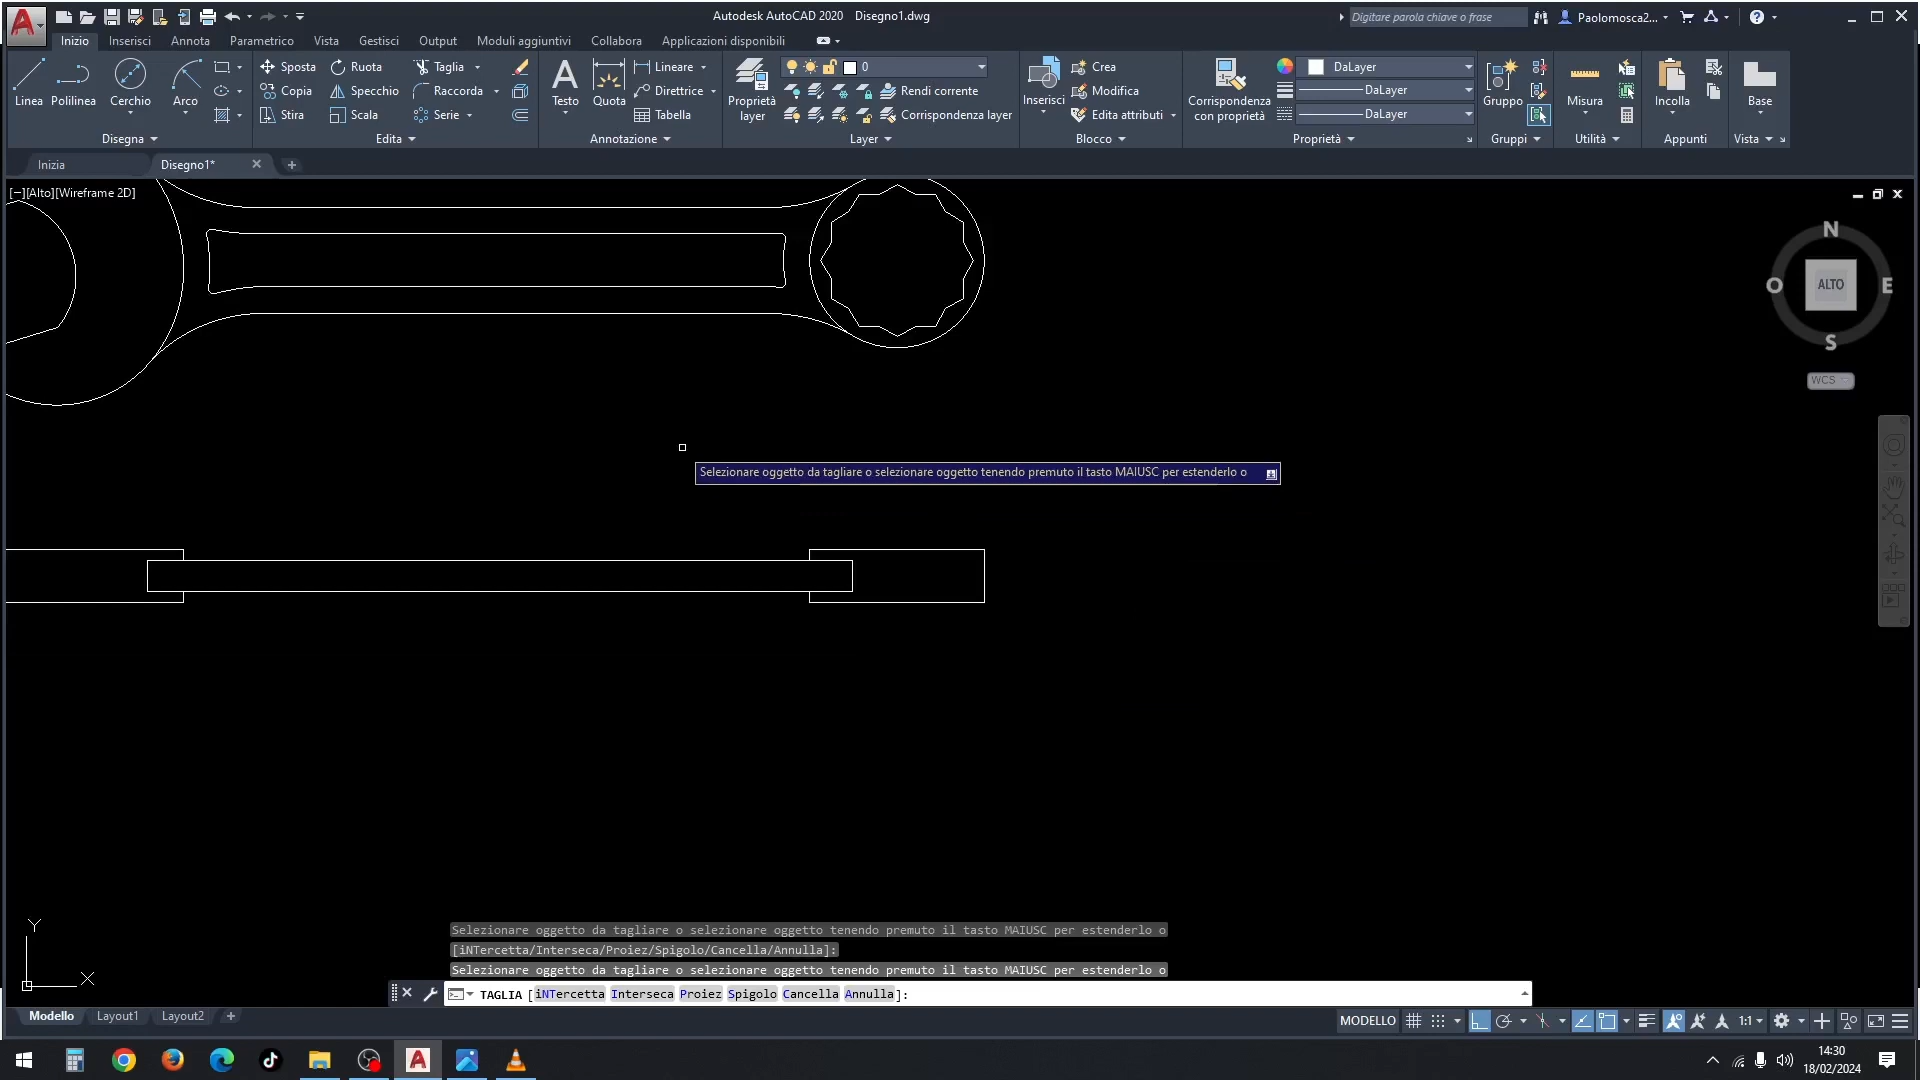 Autodesk AutoCAD 2020 Disegno1.dwg
Digitare parola chiave o frase
Paolomosca2...
Inizio Inserisci Annota Parametrico Vista Gestisci Output Moduli aggiuntivi Collabora Applicazioni disponibili
Linea Polilinea Cerchio Arco
Sposta Ruota Taglia
Copia Specchio Raccorda
Stira Scala Serie
Testo Quota
Lineare
Direttrice
Tabella
Proprietà layer
0
Rendi corrente
Corrispondenza layer
Inserisci
Crea
Modifica
Edita attributi
Corrispondenza con proprietà
DaLayer
DaLayer
DaLayer
Gruppo
Misura
Incolla
Base
Disegna Edita Annotazione Layer Blocco Proprietà Gruppi Utilità Appunti Vista
Inizia Disegno1*
[−][Alto][Wireframe 2D]
N
O ALTO E
S
WCS
Selezionare oggetto da tagliare o selezionare oggetto tenendo premuto il tasto MAIUSC per estenderlo o
Y
X
Selezionare oggetto da tagliare o selezionare oggetto tenendo premuto il tasto MAIUSC per estenderlo o
[iNTercetta/Interseca/Proiez/Spigolo/Cancella/Annulla]:
Selezionare oggetto da tagliare o selezionare oggetto tenendo premuto il tasto MAIUSC per estenderlo o
TAGLIA [iNTercetta Interseca Proiez Spigolo Cancella Annulla]:
Modello Layout1 Layout2 +
MODELLO 1:1
14:30
18/02/2024